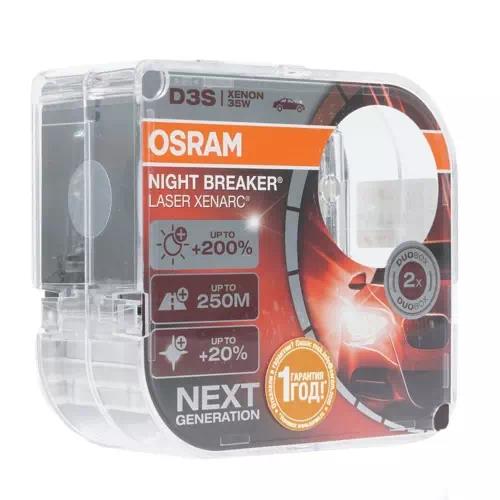 D3S
XENON
35W
OSRAM
NIGHT BREAKER®
LASER XENARC®
UP TO
+200%
UP TO
250M
UP TO
+20%
NEXT
GENERATION
DUOBOX
2x
DUOBOX
ГАРАНТИЯ
1 ГОД!